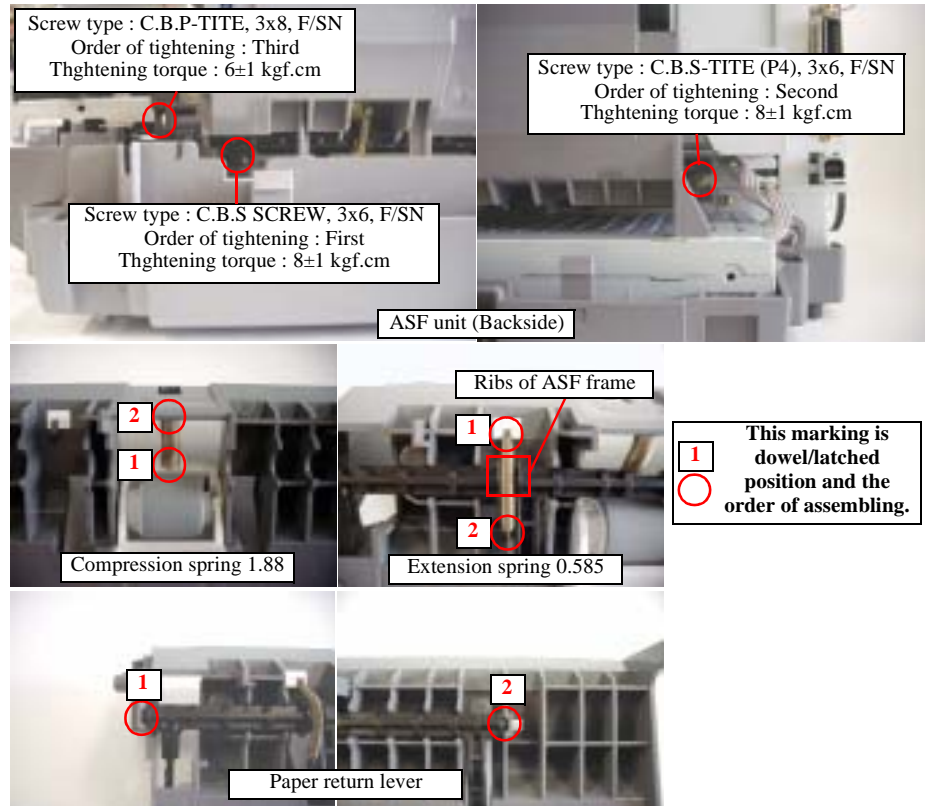 Screw type : C.B.P-TITE, 3x8, F/SN
Order of tightening : Third
Thghtening torque : 6±1 kgf.cm
Screw type : C.B.S-TITE (P4), 3x6, F/SN
Order of tightening : Second
Thghtening torque : 8±1 kgf.cm
Screw type : C.B.S SCREW, 3x6, F/SN
Order of tightening : First
Thghtening torque : 8±1 kgf.cm
ASF unit (Backside)
2
1
Compression spring 1.88
Ribs of ASF frame
1
2
Extension spring 0.585
1
This marking is
dowel/latched
position and the
order of assembling.
1
2
Paper return lever